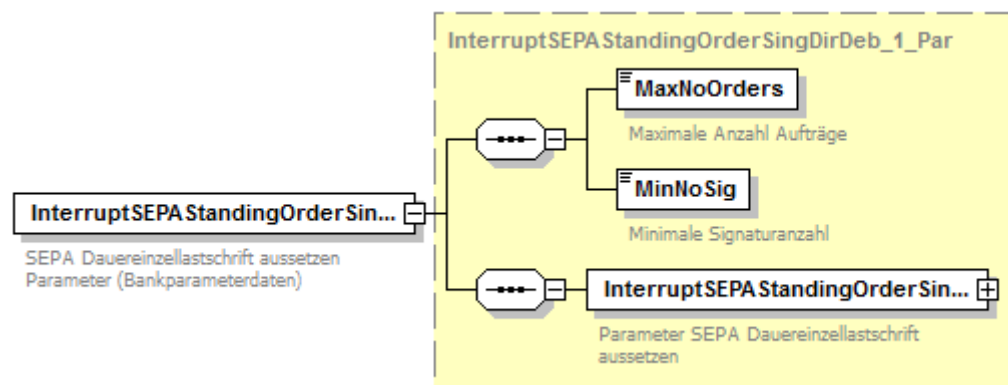 InterruptSEPAStandingOrderSingDirDeb_1_Par
MaxNoOrders
Maximale Anzahl Aufträge
MinNoSig
Minimale Signaturanzahl
InterruptSEPAStandingOrderSin...
SEPA Dauereinzellastschrift aussetzen
Parameter (Bankparameterdaten)
InterruptSEPAStandingOrderSin...
Parameter SEPA Dauereinzellastschrift
aussetzen